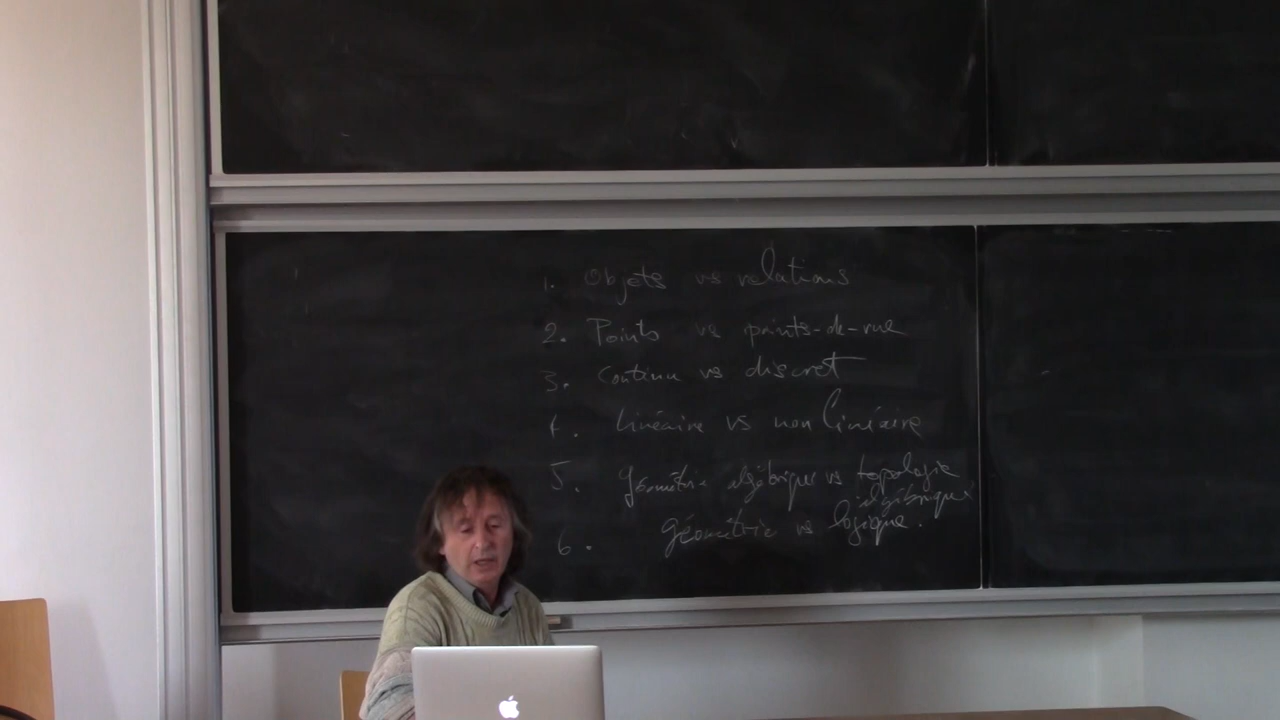 1. Objets vs relations
2. Points vs points-de-vue
3. Continu vs discret
4. Linéaire vs non linéaire
5. Géométrie algébrique vs topologie
algébrique
6. Géométrie vs logique.